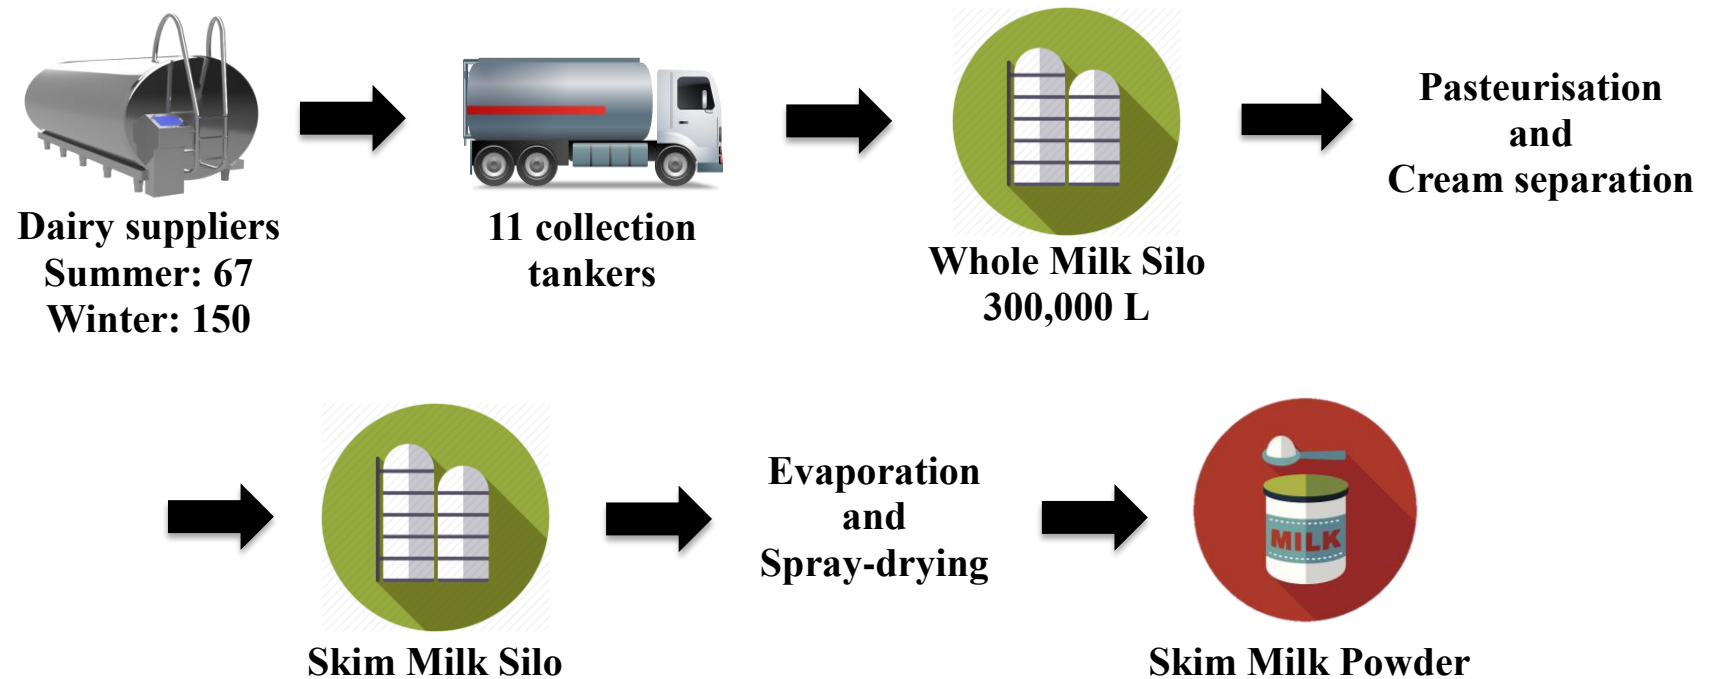 Dairy suppliers
Summer: 67
Winter: 150
11 collection
tankers
Whole Milk Silo
300,000 L
Pasteurisation
and
Cream separation
Skim Milk Silo
Evaporation
and
Spray-drying
MILK
Skim Milk Powder